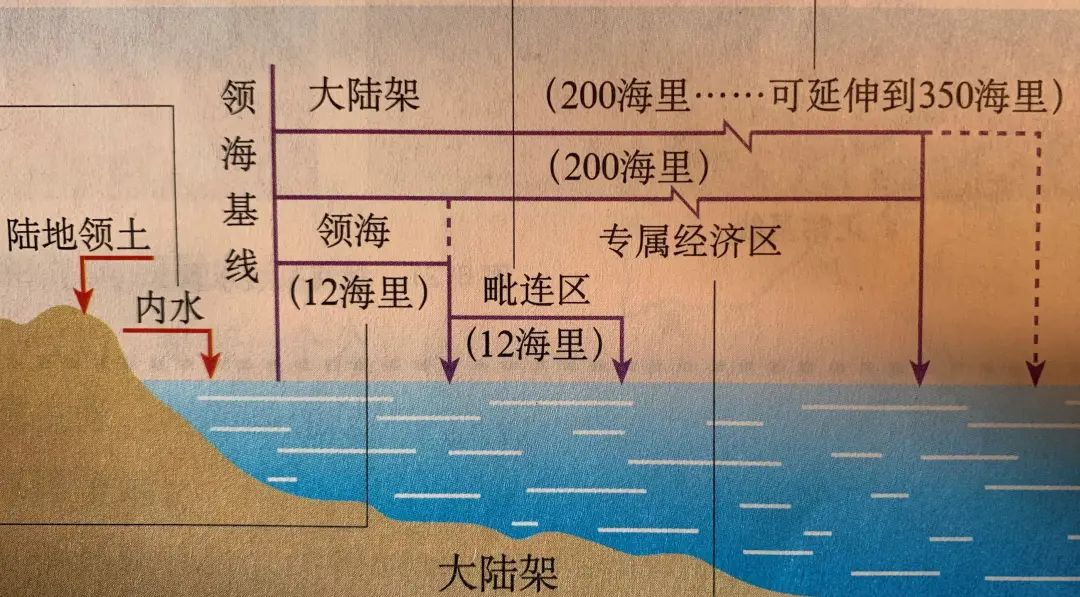 领海基线
大陆架
（200海里……可延伸到350海里）
（200海里）
陆地领土
领海
专属经济区
内水
（12海里）
毗连区
（12海里）
大陆架